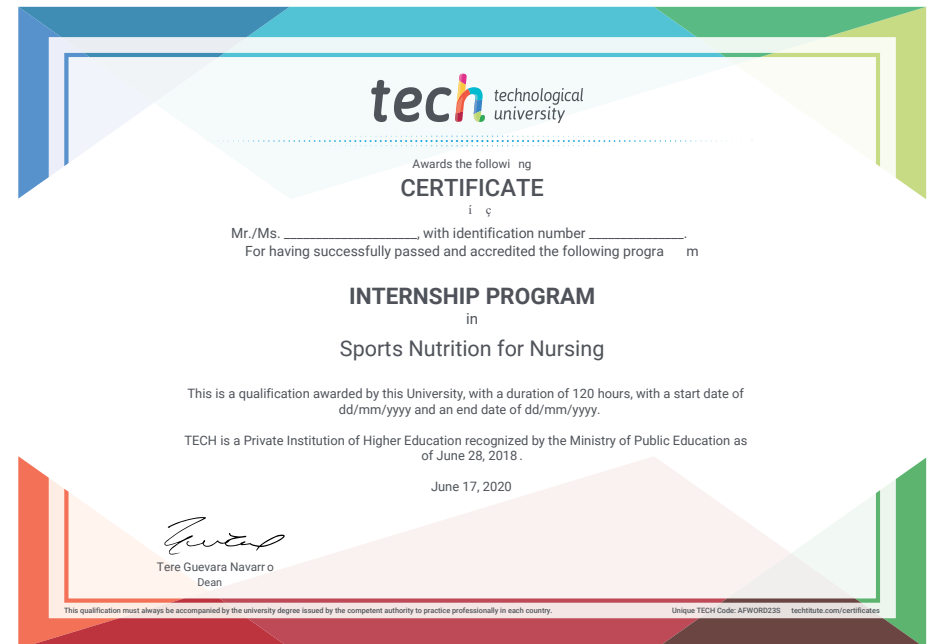 tech technological
university
Awards the followi ng
CERTIFICATE
í ç
Mr./Ms. ____________________, with identification number ______________.
For having successfully passed and accredited the following progra m
INTERNSHIP PROGRAM
in
Sports Nutrition for Nursing
This is a qualification awarded by this University, with a duration of 120 hours, with a start date of
dd/mm/yyyy and an end date of dd/mm/yyyy.
TECH is a Private Institution of Higher Education recognized by the Ministry of Public Education as
of June 28, 2018 .
June 17, 2020
Tere Guevara Navarr o
Dean
This qualification must always be accompanied by the university degree issued by the competent authority to practice professionally in each country. Unique TECH Code: AFWORD23S techtitute.com/certificates